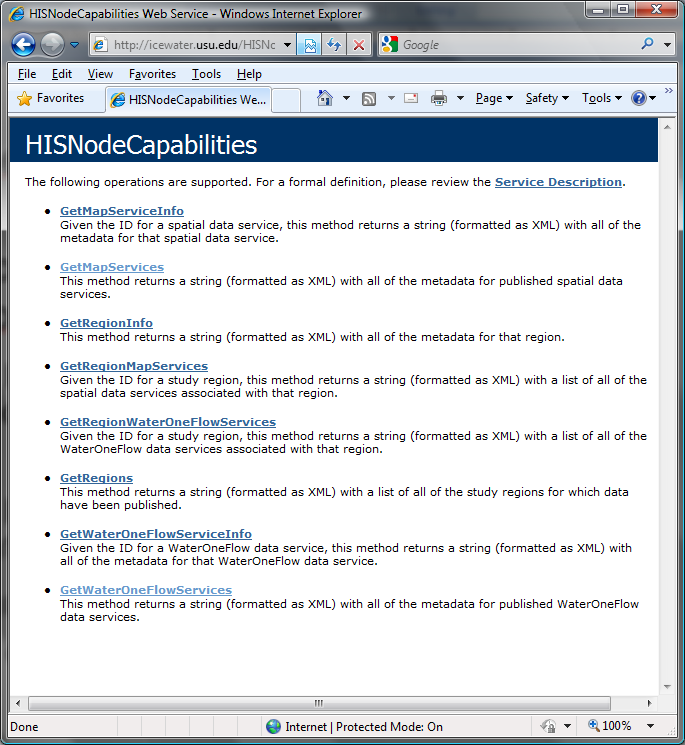 HISNodeCapabilities Web Service - Windows Internet Explorer
http://icewater.usu.edu/HISNc
Google
File Edit View Favorites Tools Help
Favorites
HISNodeCapabilities We...
Page
Safety
Tools
HISNodeCapabilities
The following operations are supported. For a formal definition, please review the Service Description.
GetMapServiceInfo
Given the ID for a spatial data service, this method returns a string (formatted as XML) with all of the
metadata for that spatial data service.
GetMapServices
This method returns a string (formatted as XML) with all of the metadata for published spatial data
services.
GetRegionInfo
This method returns a string (formatted as XML) with all of the metadata for that region.
GetRegionMapServices
Given the ID for a study region, this method returns a string (formatted as XML) with a list of all of the
spatial data services associated with that region.
GetRegionWaterOneFlowServices
Given the ID for a study region, this method returns a string (formatted as XML) with a list of all of the
WaterOneFlow data services associated with that region.
GetRegions
This method returns a string (formatted as XML) with a list of all of the study regions for which data
have been published.
GetWaterOneFlowServiceInfo
Given the ID for a WaterOneFlow data service, this method returns a string (formatted as XML) with
all of the metadata for that WaterOneFlow data service.
GetWaterOneFlowServices
This method returns a string (formatted as XML) with all of the metadata for published WaterOneFlow
data services.
Done
Internet | Protected Mode: On
100%